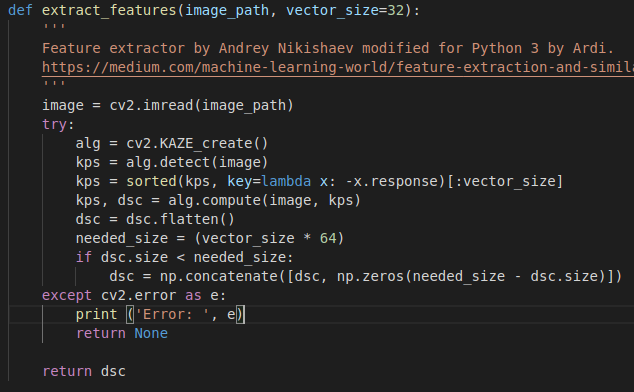 def extract_features(image_path, vector_size=32):
'''
Feature extractor by Andrey Nikishaev modified for Python 3 by Ardi.
https://medium.com/machine-learning-world/feature-extraction-and-simila
'''
image = cv2.imread(image_path)
try:
alg = cv2.KAZE_create()
kps = alg.detect(image)
kps = sorted(kps, key=lambda x: -x.response)[:vector_size]
kps, dsc = alg.compute(image, kps)
dsc = dsc.flatten()
needed_size = (vector_size * 64)
if dsc.size < needed_size:
dsc = np.concatenate([dsc, np.zeros(needed_size - dsc.size)])
except cv2.error as e:
print ('Error: ', e)
return None
return dsc